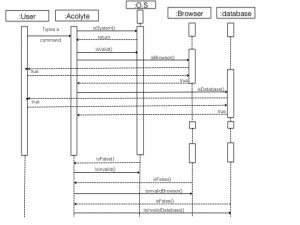 :User
:Acolyte
:O.S
:Browser
:database
Types a
command
isSystem()
return
isValid()
isBrowser()
true
true
isDatabase()
true
true
isFalse()
isinvalid()
isFalse()
isinvalidBrowser()
isFalse()
isinvalidDatabase()